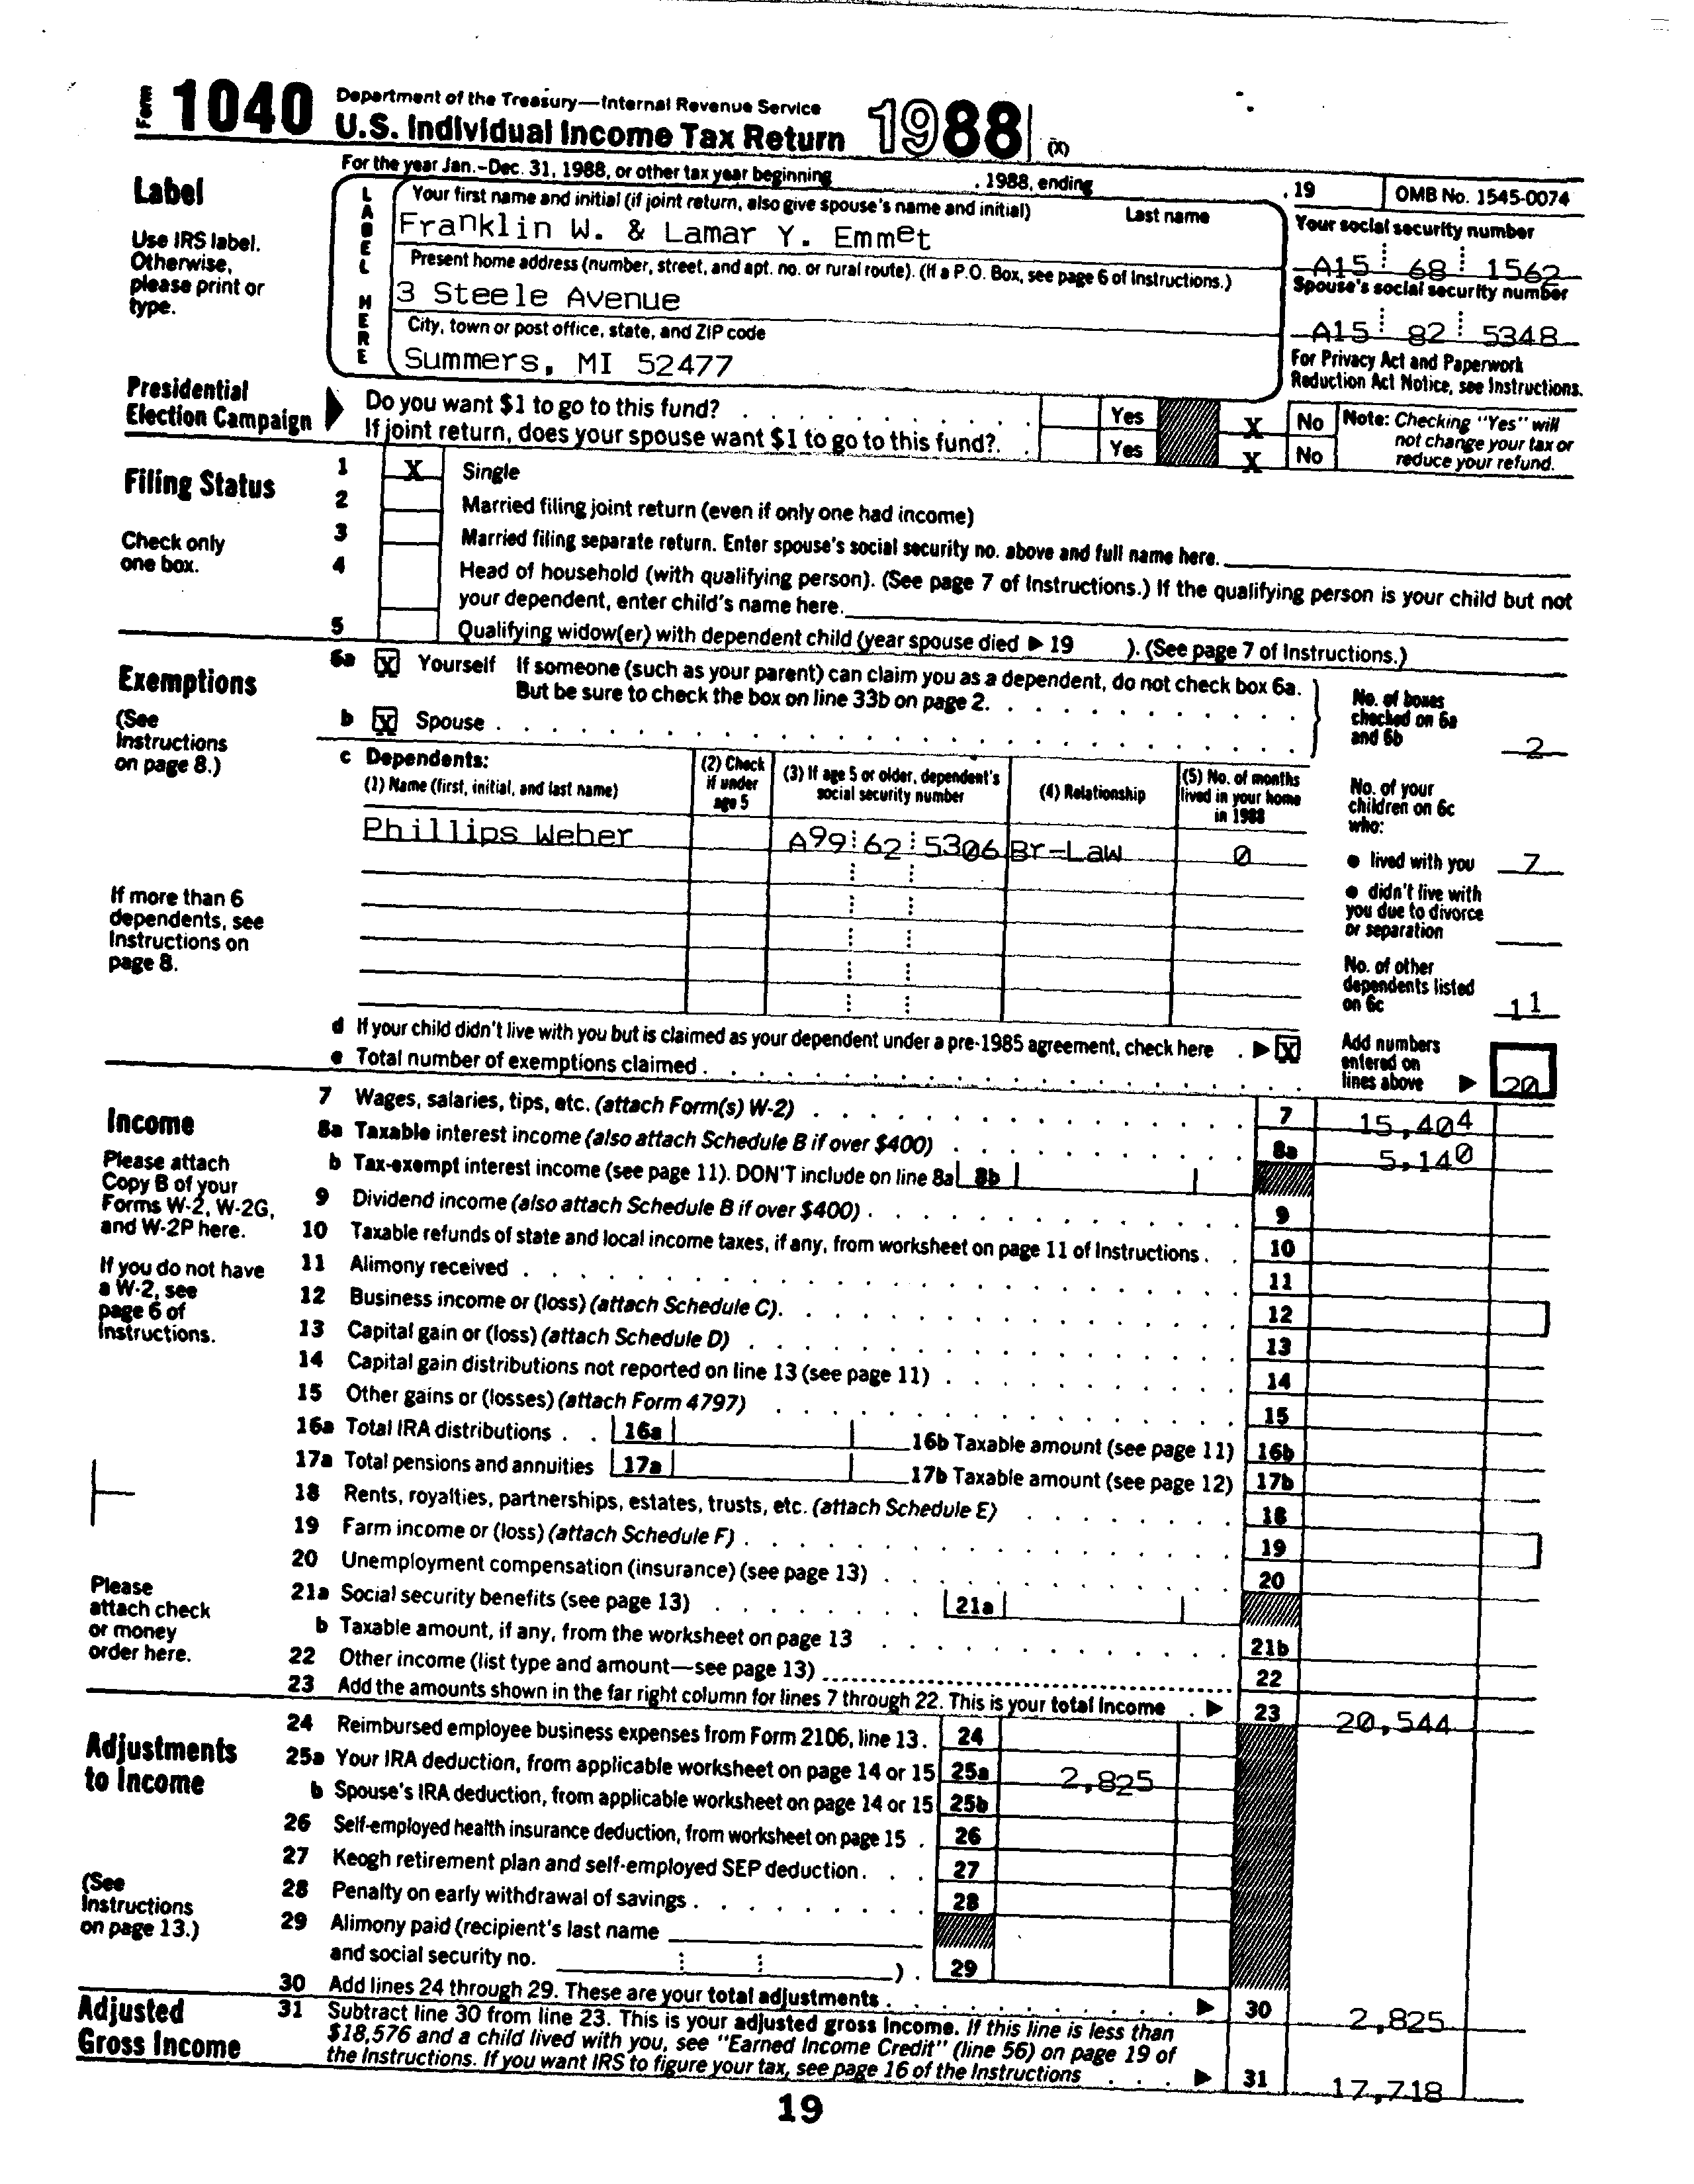 Form 1040 Department of the Treasury—Internal Revenue Service
U.S. Individual Income Tax Return 1988 (X)
For the year Jan.–Dec. 31, 1988, or other tax year beginning , 1988, ending , 19 OMB No. 1545-0074
Label
Use IRS label.
Otherwise,
please print or
type.
LABEL HERE
Your first name and initial (if joint return, also give spouse's name and initial) Last name
Franklin W. & Lamar Y. Emmet
Present home address (number, street, and apt. no. or rural route). (If a P.O. Box, see page 6 of Instructions.)
3 Steele Avenue
City, town or post office, state, and ZIP code
Summers, MI 52477
Your social security number
A15 68 1562
Spouse's social security number
A15 82 5348
For Privacy Act and Paperwork
Reduction Act Notice, see Instructions.
Presidential
Election Campaign
Do you want $1 to go to this fund? Yes X No
If joint return, does your spouse want $1 to go to this fund? Yes X No
Note: Checking "Yes" will
not change your tax or
reduce your refund.
Filing Status
Check only
one box.
1 X Single
2 Married filing joint return (even if only one had income)
3 Married filing separate return. Enter spouse's social security no. above and full name here.
4 Head of household (with qualifying person). (See page 7 of Instructions.) If the qualifying person is your child but not
your dependent, enter child's name here.
5 Qualifying widow(er) with dependent child (year spouse died ▶ 19 ). (See page 7 of Instructions.)
Exemptions
(See
Instructions
on page 8.)
6a X Yourself If someone (such as your parent) can claim you as a dependent, do not check box 6a.
But be sure to check the box on line 33b on page 2.
b X Spouse
No. of boxes
checked on 6a
and 6b 2
c Dependents:
(1) Name (first, initial, and last name)
(2) Check
if under
age 5
(3) If age 5 or older, dependent's
social security number
(4) Relationship
(5) No. of months
lived in your home
in 1988
Phillips Weber A99 62 5306 Br-Law 0
If more than 6
dependents, see
Instructions on
page 8.
No. of your
children on 6c
who:
● lived with you 7
● didn't live with
you due to divorce
or separation
No. of other
dependents listed
on 6c 11
d If your child didn't live with you but is claimed as your dependent under a pre-1985 agreement, check here ▶ X
e Total number of exemptions claimed
Add numbers
entered on
lines above ▶ 20
Income
Please attach
Copy B of your
Forms W-2, W-2G,
and W-2P here.
If you do not have
a W-2, see
page 6 of
Instructions.
Please
attach check
or money
order here.
7 Wages, salaries, tips, etc. (attach Form(s) W-2) 7 15,404
8a Taxable interest income (also attach Schedule B if over $400) 8a 5,140
b Tax-exempt interest income (see page 11). DON'T include on line 8a 8b
9 Dividend income (also attach Schedule B if over $400) 9
10 Taxable refunds of state and local income taxes, if any, from worksheet on page 11 of Instructions 10
11 Alimony received 11
12 Business income or (loss) (attach Schedule C) 12
13 Capital gain or (loss) (attach Schedule D) 13
14 Capital gain distributions not reported on line 13 (see page 11) 14
15 Other gains or (losses) (attach Form 4797) 15
16a Total IRA distributions 16a 16b Taxable amount (see page 11) 16b
17a Total pensions and annuities 17a 17b Taxable amount (see page 12) 17b
18 Rents, royalties, partnerships, estates, trusts, etc. (attach Schedule E) 18
19 Farm income or (loss) (attach Schedule F) 19
20 Unemployment compensation (insurance) (see page 13) 20
21a Social security benefits (see page 13) 21a
b Taxable amount, if any, from the worksheet on page 13 21b
22 Other income (list type and amount—see page 13) 22
23 Add the amounts shown in the far right column for lines 7 through 22. This is your total income ▶ 23 20,544
Adjustments
to Income
(See
Instructions
on page 13.)
24 Reimbursed employee business expenses from Form 2106, line 13. 24
25a Your IRA deduction, from applicable worksheet on page 14 or 15 25a 2,825
b Spouse's IRA deduction, from applicable worksheet on page 14 or 15 25b
26 Self-employed health insurance deduction, from worksheet on page 15 26
27 Keogh retirement plan and self-employed SEP deduction 27
28 Penalty on early withdrawal of savings 28
29 Alimony paid (recipient's last name
and social security no. ) 29
30 Add lines 24 through 29. These are your total adjustments ▶ 30 2,825
Adjusted
Gross Income
31 Subtract line 30 from line 23. This is your adjusted gross income. If this line is less than
$18,576 and a child lived with you, see "Earned Income Credit" (line 56) on page 19 of
the Instructions. If you want IRS to figure your tax, see page 16 of the Instructions ▶ 31 17,718
19